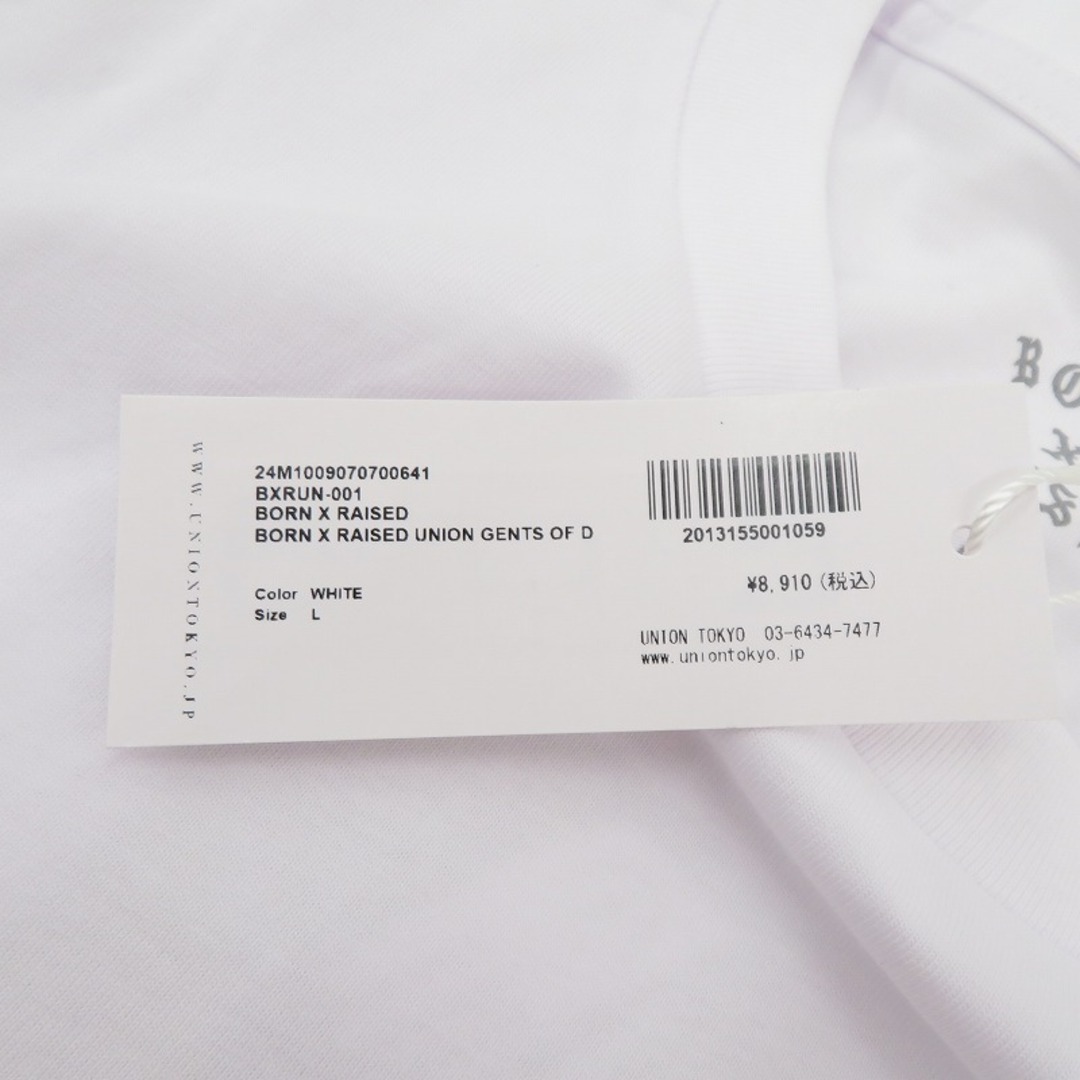 WWW.UNIONTOKYO.JP
24M1009070700641
BXRUN-001
BORN X RAISED
BORN X RAISED UNION GENTS OF D
Color WHITE
Size L
2013155001059
¥8,910 (税込)
UNION TOKYO 03-6434-7477
www.uniontokyo.jp
BO